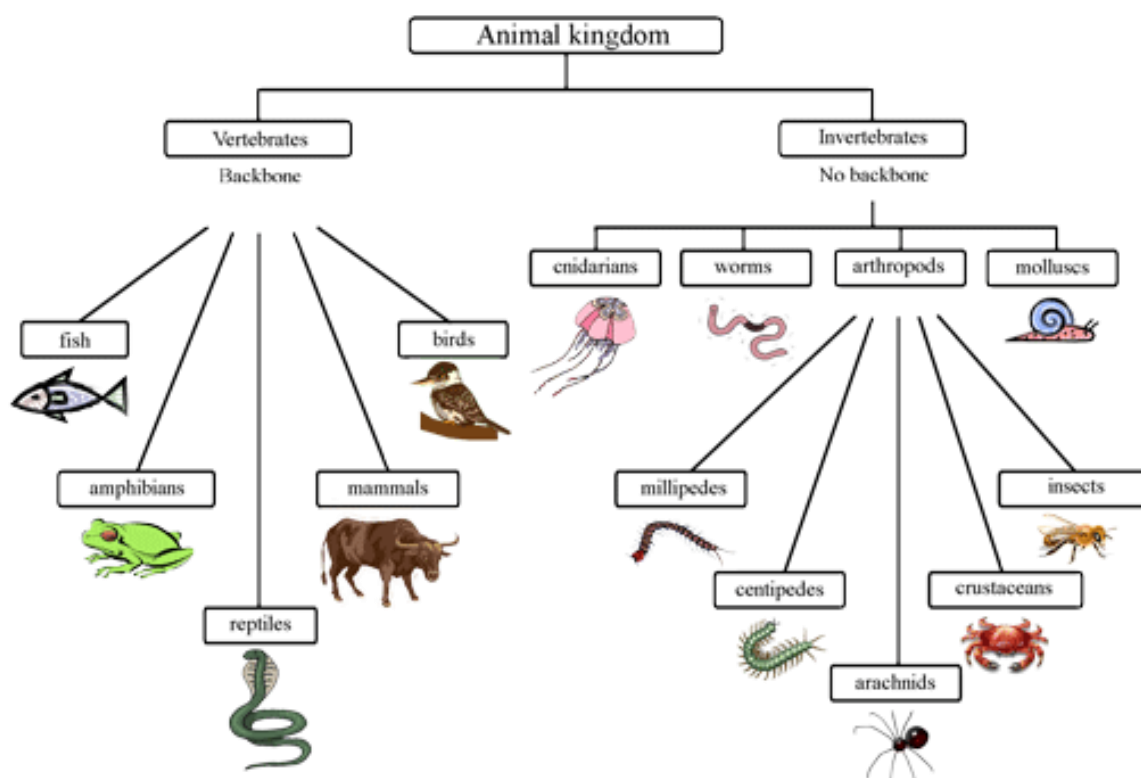 Animal kingdom
Vertebrates
Invertebrates
Backbone
No backbone
cnidarians
worms
arthropods
molluscs
fish
birds
amphibians
mammals
millipedes
insects
centipedes
crustaceans
reptiles
arachnids